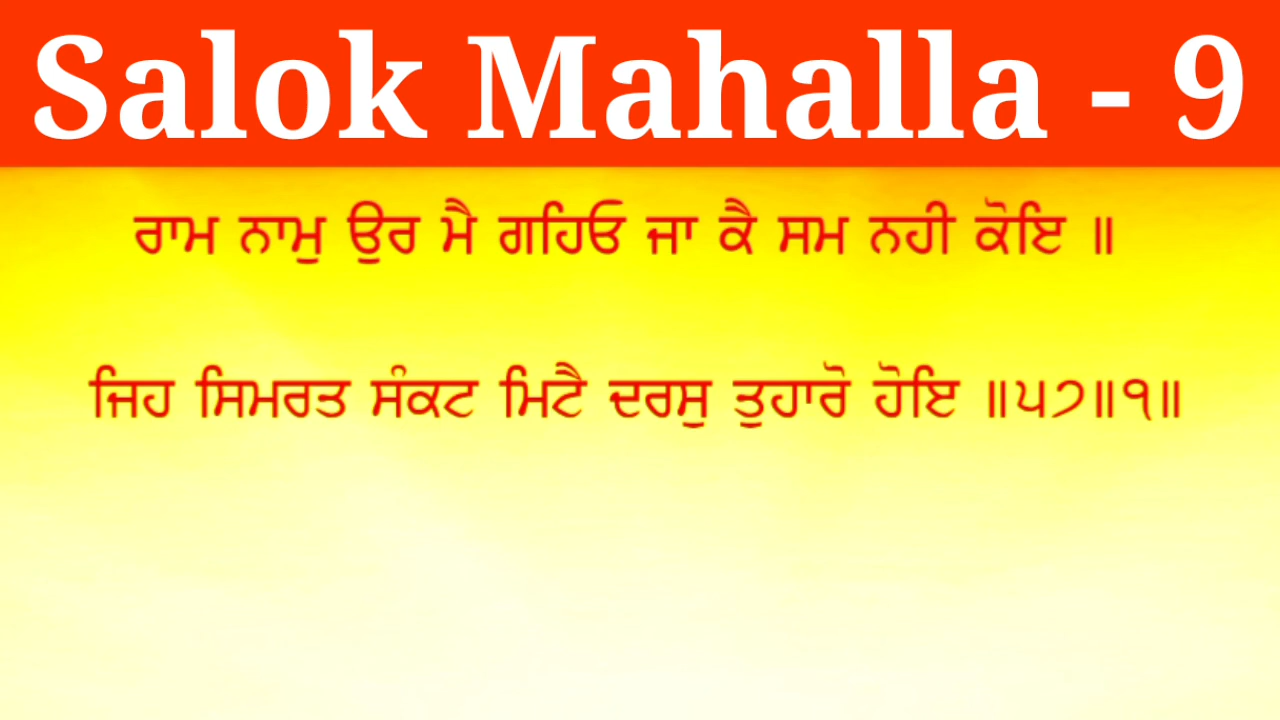 Salok Mahalla - 9
ਰਾਮ ਨਾਮੁ ਉਰ ਮੈ ਗਹਿਓ ਜਾ ਕੈ ਸਮ ਨਹੀ ਕੋਇ ॥
ਜਿਹ ਸਿਮਰਤ ਸੰਕਟ ਮਿਟੈ ਦਰਸੁ ਤੁਹਾਰੋ ਹੋਇ ॥੫੭॥੧॥